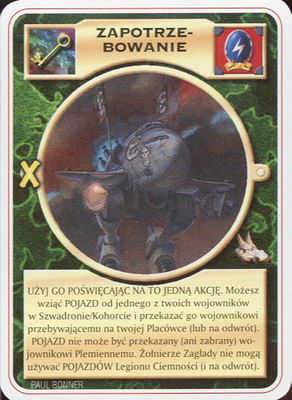 ZAPOTRZE-
BOWANIE
X
UŻYJ GO POŚWIĘCAJĄC NA TO JEDNĄ AKCJĘ. Możesz
wziąć POJAZD od jednego z twoich wojowników
w Szwadronie/Kohorcie i przekazać go wojownikowi
przebywającemu na twojej Placówce (lub na odwrót).
POJAZD nie może być przekazany (ani zabrany) wo-
jownikowi Plemiennemu. Żołnierze Zagłady nie mogą
używać POJAZDÓW Legionu Ciemności (i na odwrót).
PAUL BONNER